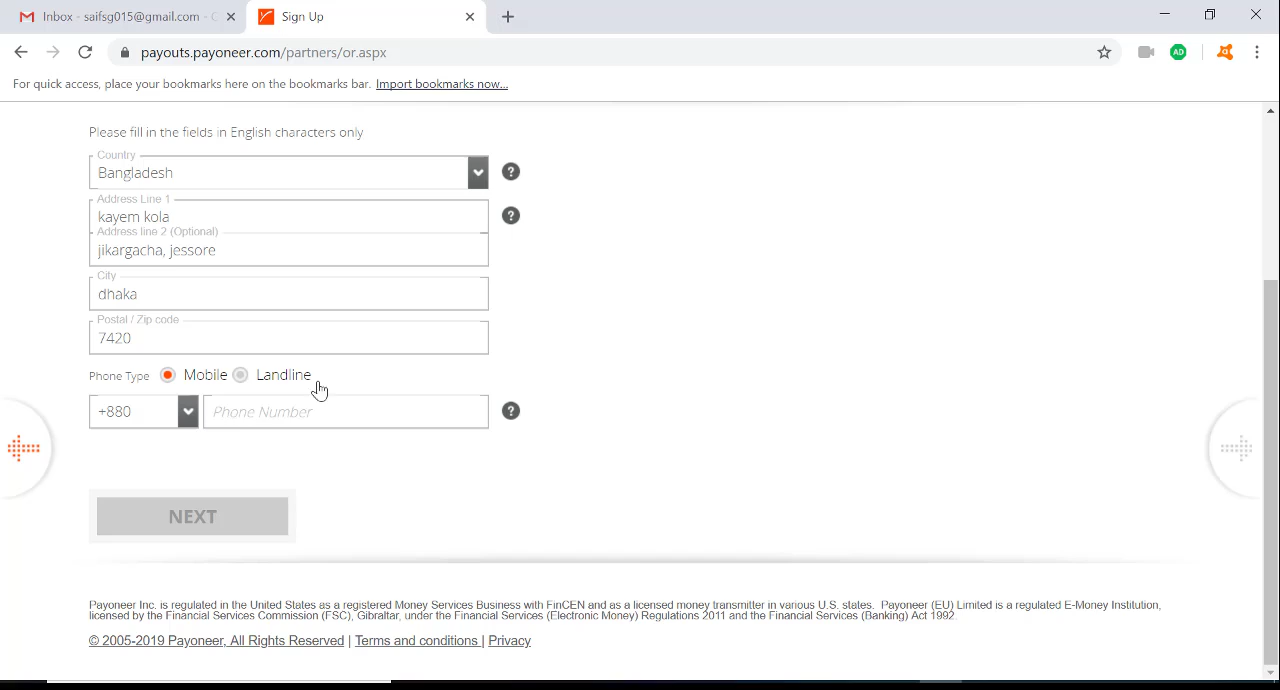 Inbox - saifsg015@gmail.com - G
Sign Up
payouts.payoneer.com/partners/or.aspx
AD
For quick access, place your bookmarks here on the bookmarks bar. Import bookmarks now...
Please fill in the fields in English characters only
Country
Bangladesh
?
Address Line 1
kayem kola
?
Address line 2 (Optional)
jikargacha, jessore
City
dhaka
Postal / Zip code
7420
Phone Type Mobile Landline
+880 Phone Number ?
NEXT
Payoneer Inc. is regulated in the United States as a registered Money Services Business with FinCEN and as a licensed money transmitter in various U.S. states. Payoneer (EU) Limited is a regulated E-Money Institution,
licensed by the Financial Services Commission (FSC), Gibraltar, under the Financial Services (Electronic Money) Regulations 2011 and the Financial Services (Banking) Act 1992.
© 2005-2019 Payoneer, All Rights Reserved | Terms and conditions | Privacy